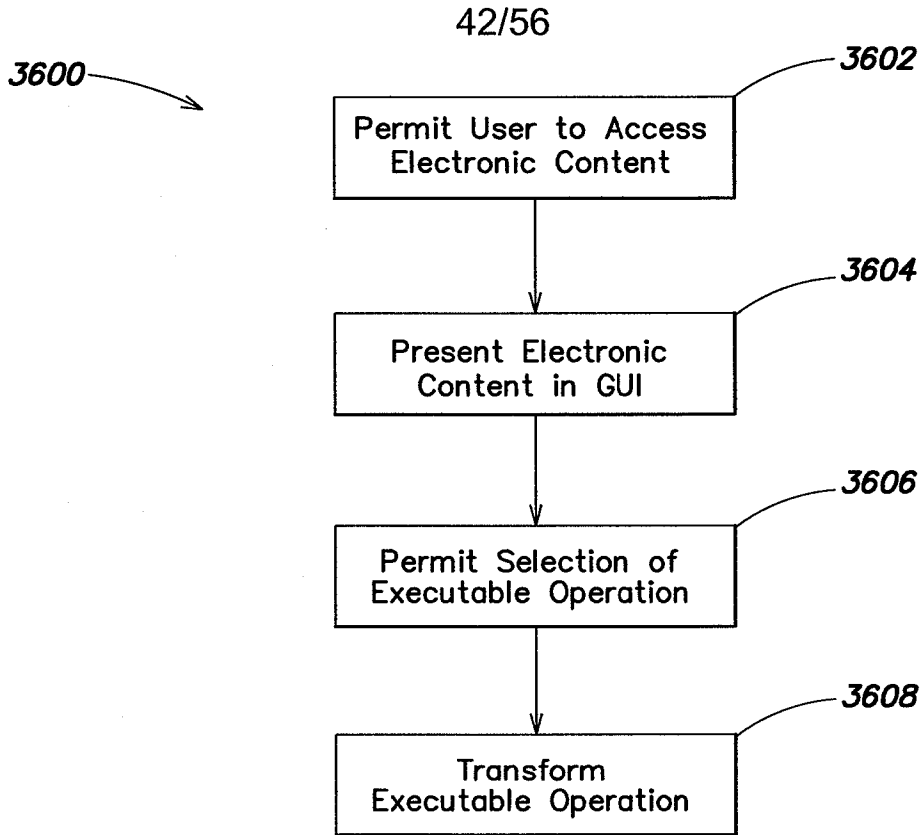 42/56
3600
3602
Permit User to Access
Electronic Content
3604
Present Electronic
Content in GUI
3606
Permit Selection of
Executable Operation
3608
Transform
Executable Operation